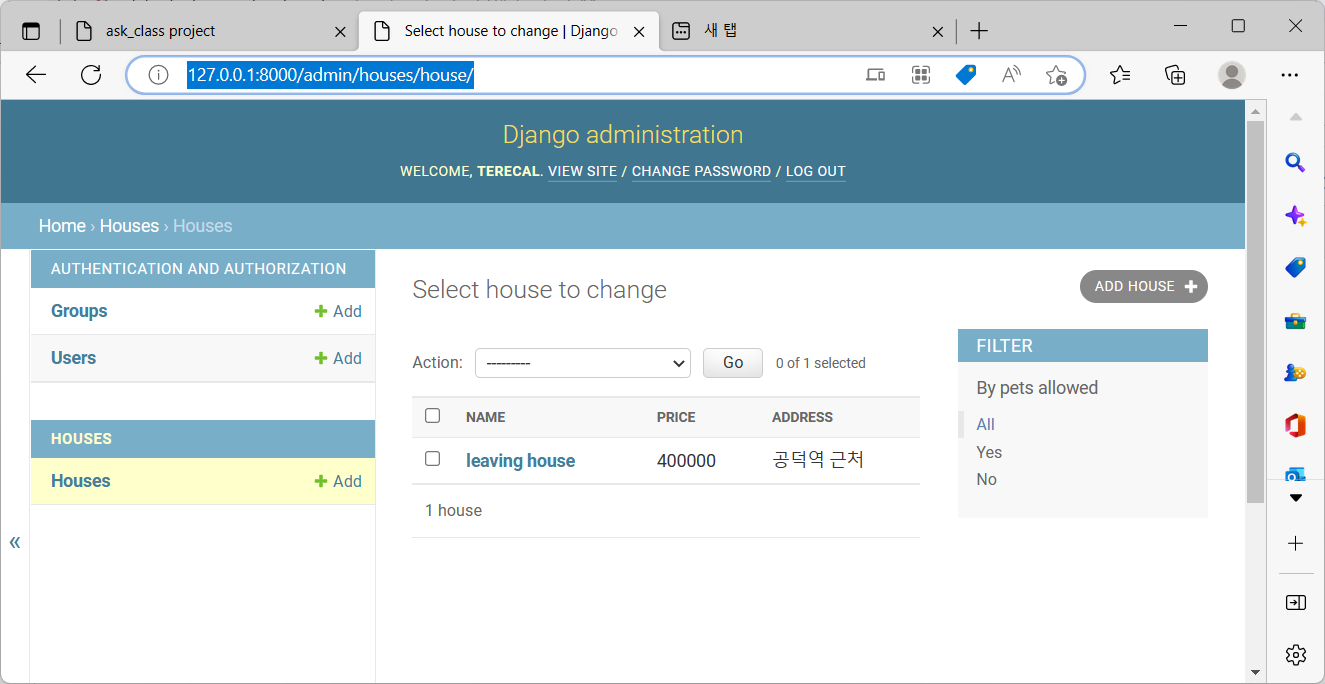 ask_class project
Select house to change | Django
새 탭
127.0.0.1:8000/admin/houses/house/
Django administration
WELCOME, TERECAL. VIEW SITE / CHANGE PASSWORD / LOG OUT
Home › Houses › Houses
AUTHENTICATION AND AUTHORIZATION
Groups + Add
Users + Add
HOUSES
Houses + Add
«
Select house to change
ADD HOUSE +
Action: --------- Go 0 of 1 selected
NAME PRICE ADDRESS
leaving house 400000 공덕역 근처
1 house
FILTER
By pets allowed
All
Yes
No